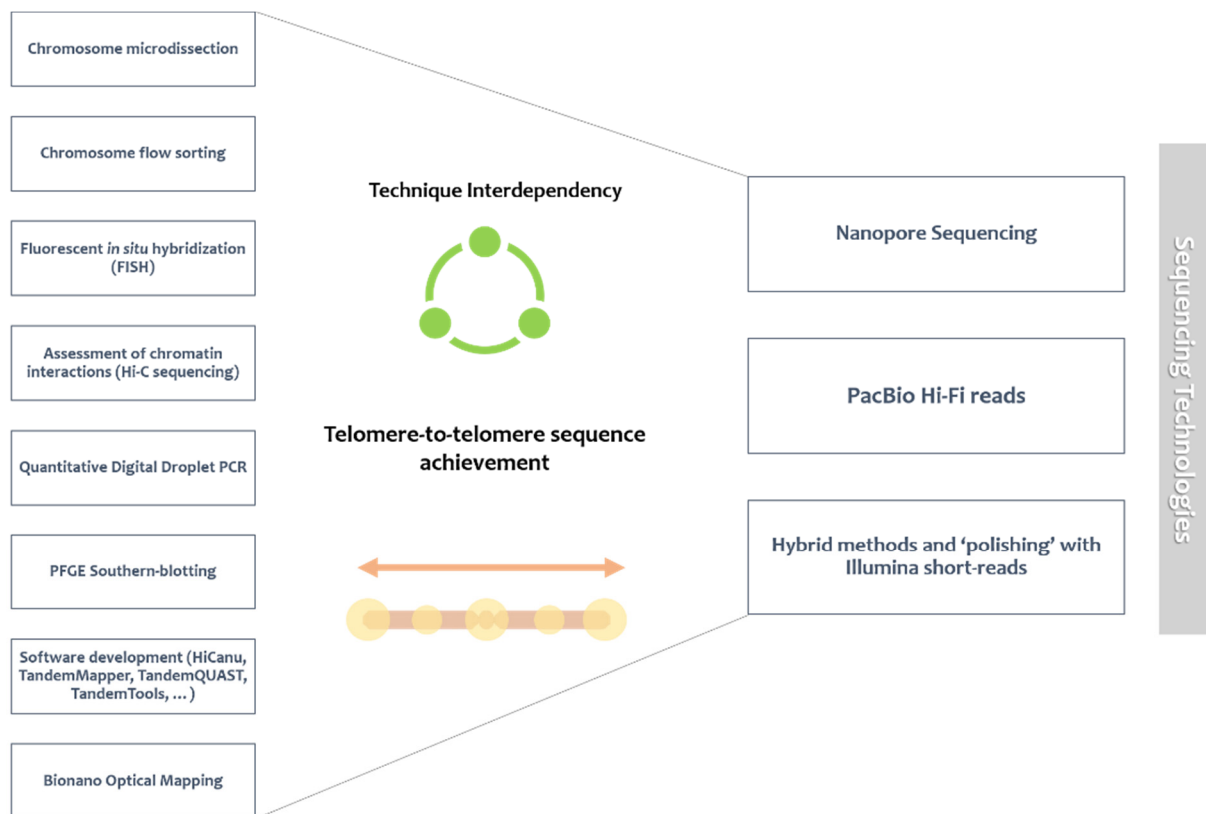 Chromosome microdissection
Chromosome flow sorting
Fluorescent in situ hybridization
(FISH)
Assessment of chromatin
interactions (Hi-C sequencing)
Quantitative Digital Droplet PCR
PFGE Southern-blotting
Software development (HiCanu,
TandemMapper, TandemQUAST,
TandemTools, … )
Bionano Optical Mapping
Technique Interdependency
Telomere-to-telomere sequence
achievement
Nanopore Sequencing
PacBio Hi-Fi reads
Hybrid methods and ‘polishing’ with
Illumina short-reads
Sequencing Technologies